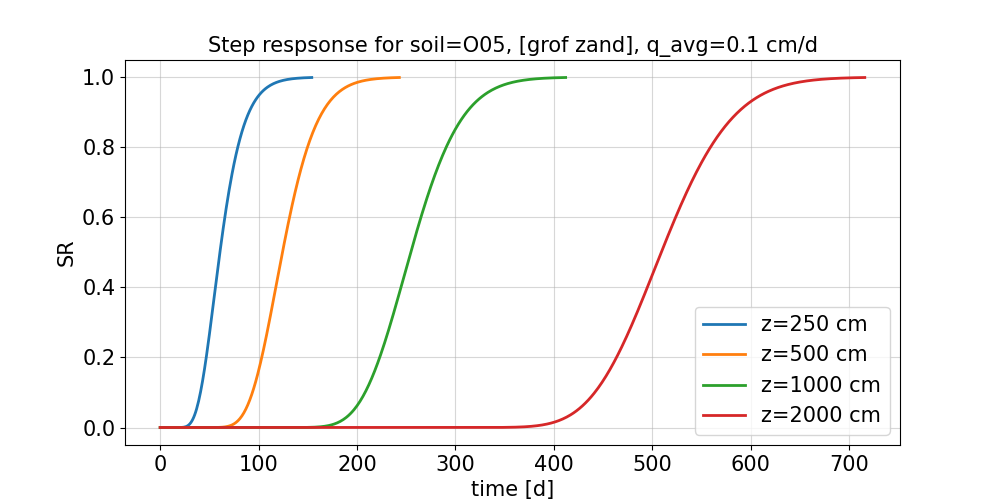 Step respsonse for soil=O05, [grof zand], q_avg=0.1 cm/d
SR
1.0
0.8
0.6
0.4
0.2
0.0
0 100 200 300 400 500 600 700
time [d]
z=250 cm
z=500 cm
z=1000 cm
z=2000 cm